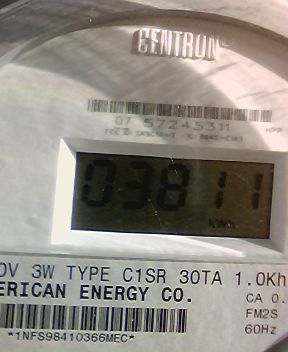 CENTRON
07 57245311
03811
0V 3W TYPE C1SR 30TA 1.0Kh
ERICAN ENERGY CO.
CA 0.
FM2S
60Hz
*1NFS98410366MEC*